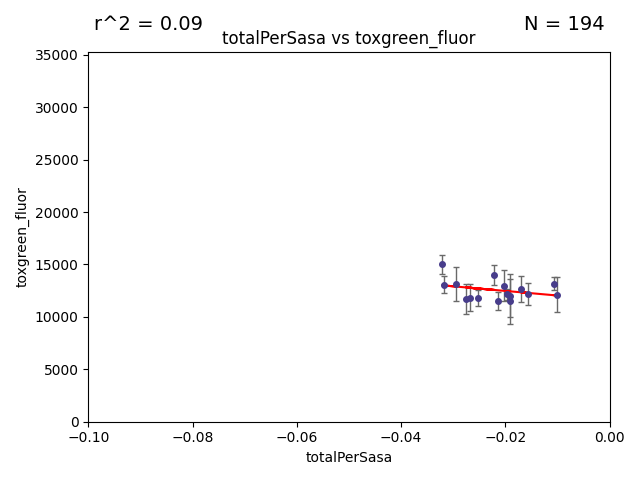 r^2 = 0.09
N = 194
totalPerSasa vs toxgreen_fluor
35000
30000
25000
20000
15000
10000
5000
0
toxgreen_fluor
−0.10
−0.08
−0.06
−0.04
−0.02
0.00
totalPerSasa